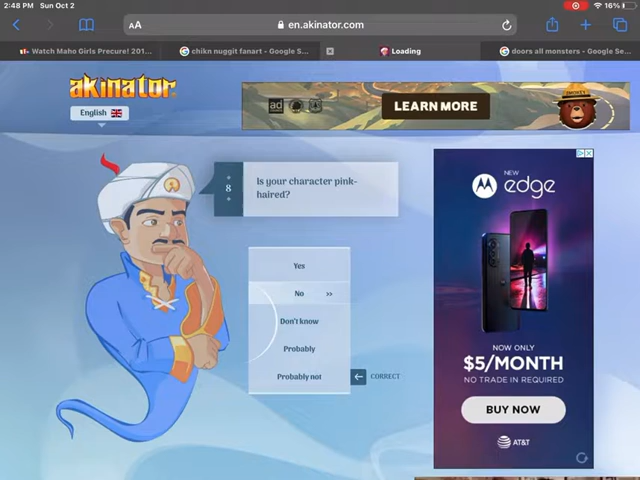 2:48 PM Sun Oct 2
16%
AA
en.akinator.com
Watch Maho Girls Precure! 201...
chikn nuggit fanart - Google S...
Loading
doors all monsters - Google Se...
akinator
English
ad
LEARN MORE
8
Is your character pink-
haired?
Yes
No >>
Don't know
Probably
Probably not
CORRECT
NEW
edge
NOW ONLY
$5/MONTH
NO TRADE IN REQUIRED
BUY NOW
AT&T